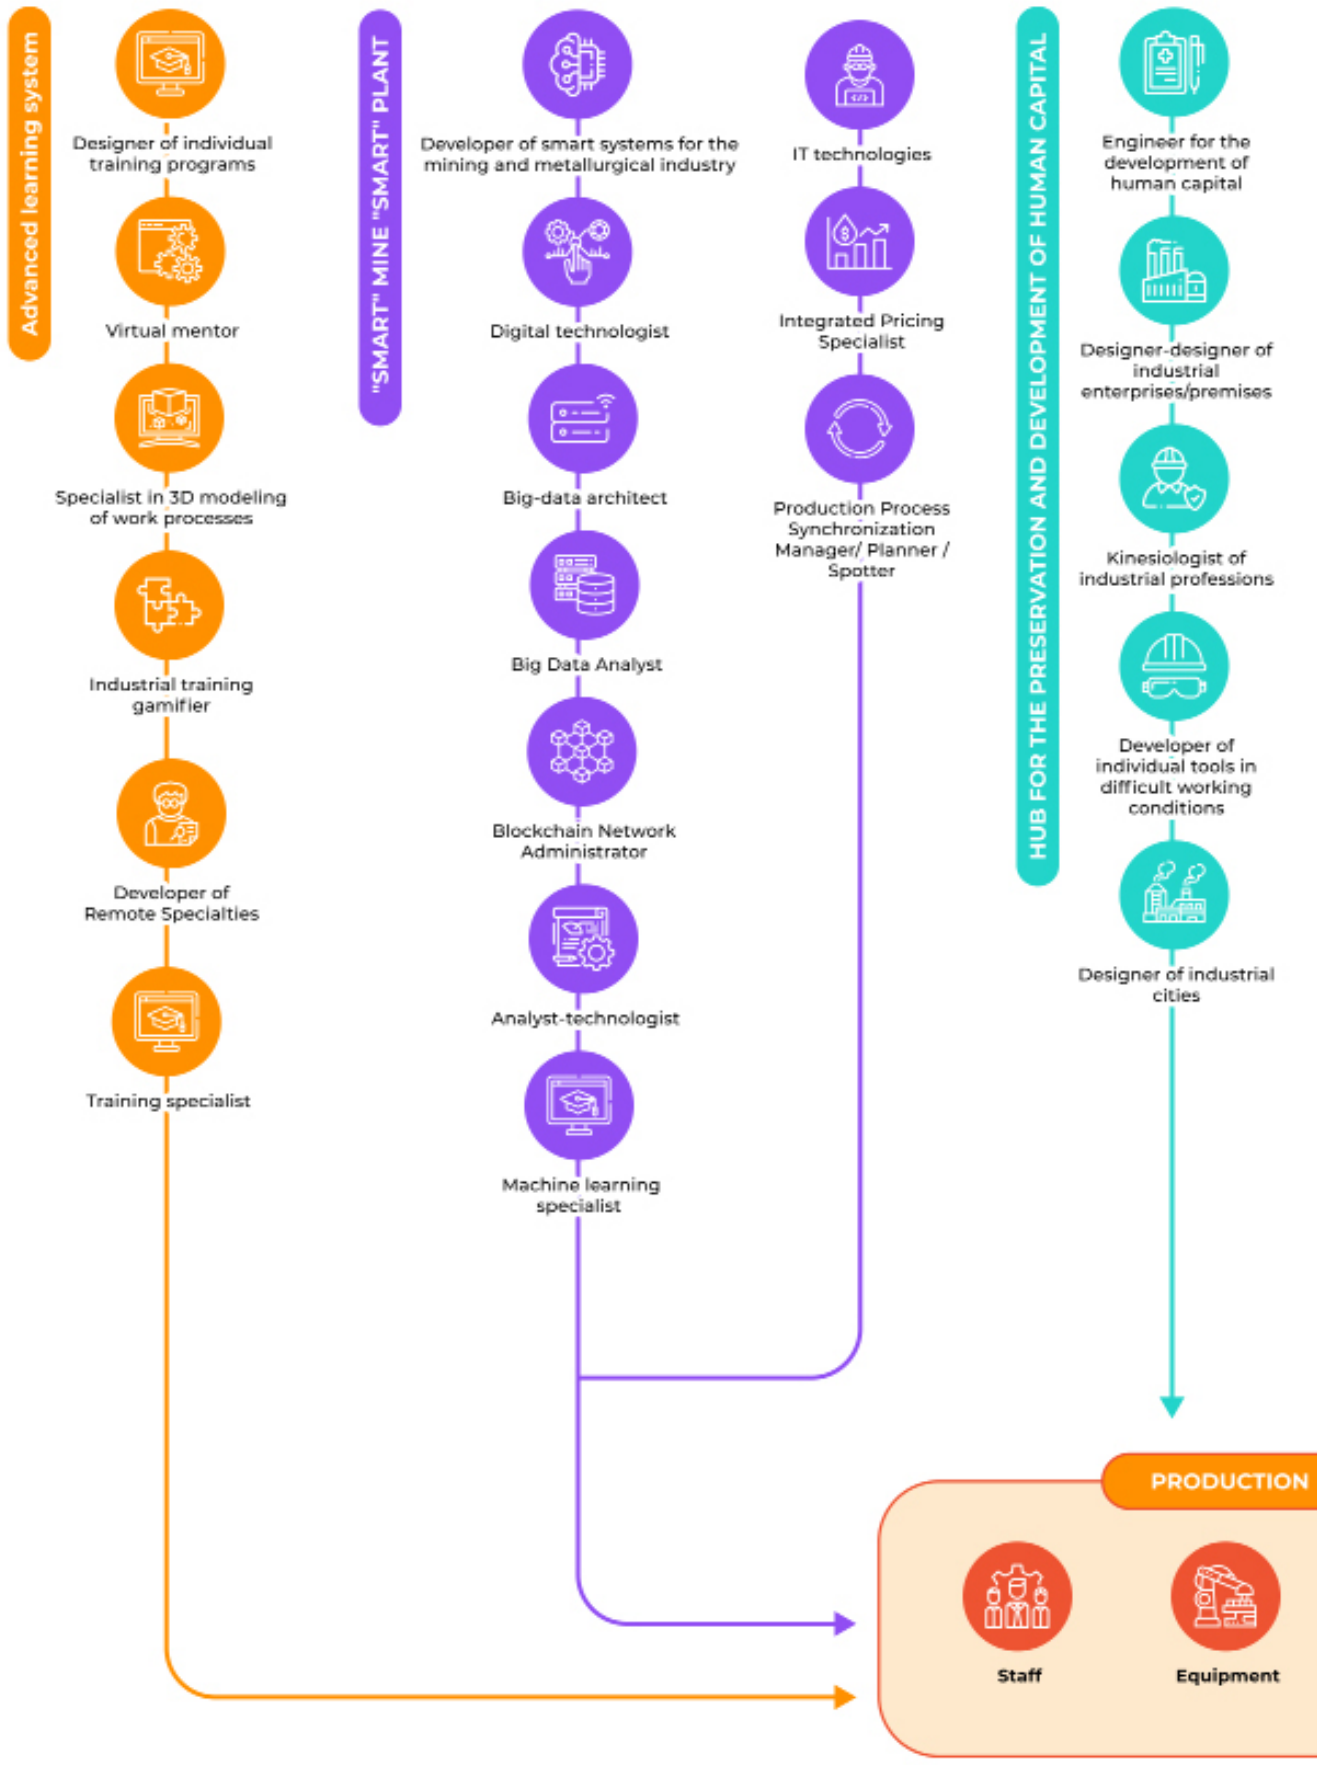 Advanced learning system
Designer of individual
training programs
Virtual mentor
Specialist in 3D modeling
of work processes
Industrial training
gamifier
Developer of
Remote Specialties
Training specialist
"SMART" MINE "SMART" PLANT
Developer of smart systems for the
mining and metallurgical industry
Digital technologist
Big-data architect
Big Data Analyst
Blockchain Network
Administrator
Analyst-technologist
Machine learning
specialist
IT technologies
Integrated Pricing
Specialist
Production Process
Synchronization
Manager/ Planner /
Spotter
HUB FOR THE PRESERVATION AND DEVELOPMENT OF HUMAN CAPITAL
Engineer for the
development of
human capital
Designer-designer of
industrial
enterprises/premises
Kinesiologist of
industrial professions
Developer of
individual tools in
difficult working
conditions
Designer of industrial
cities
PRODUCTION
Staff
Equipment